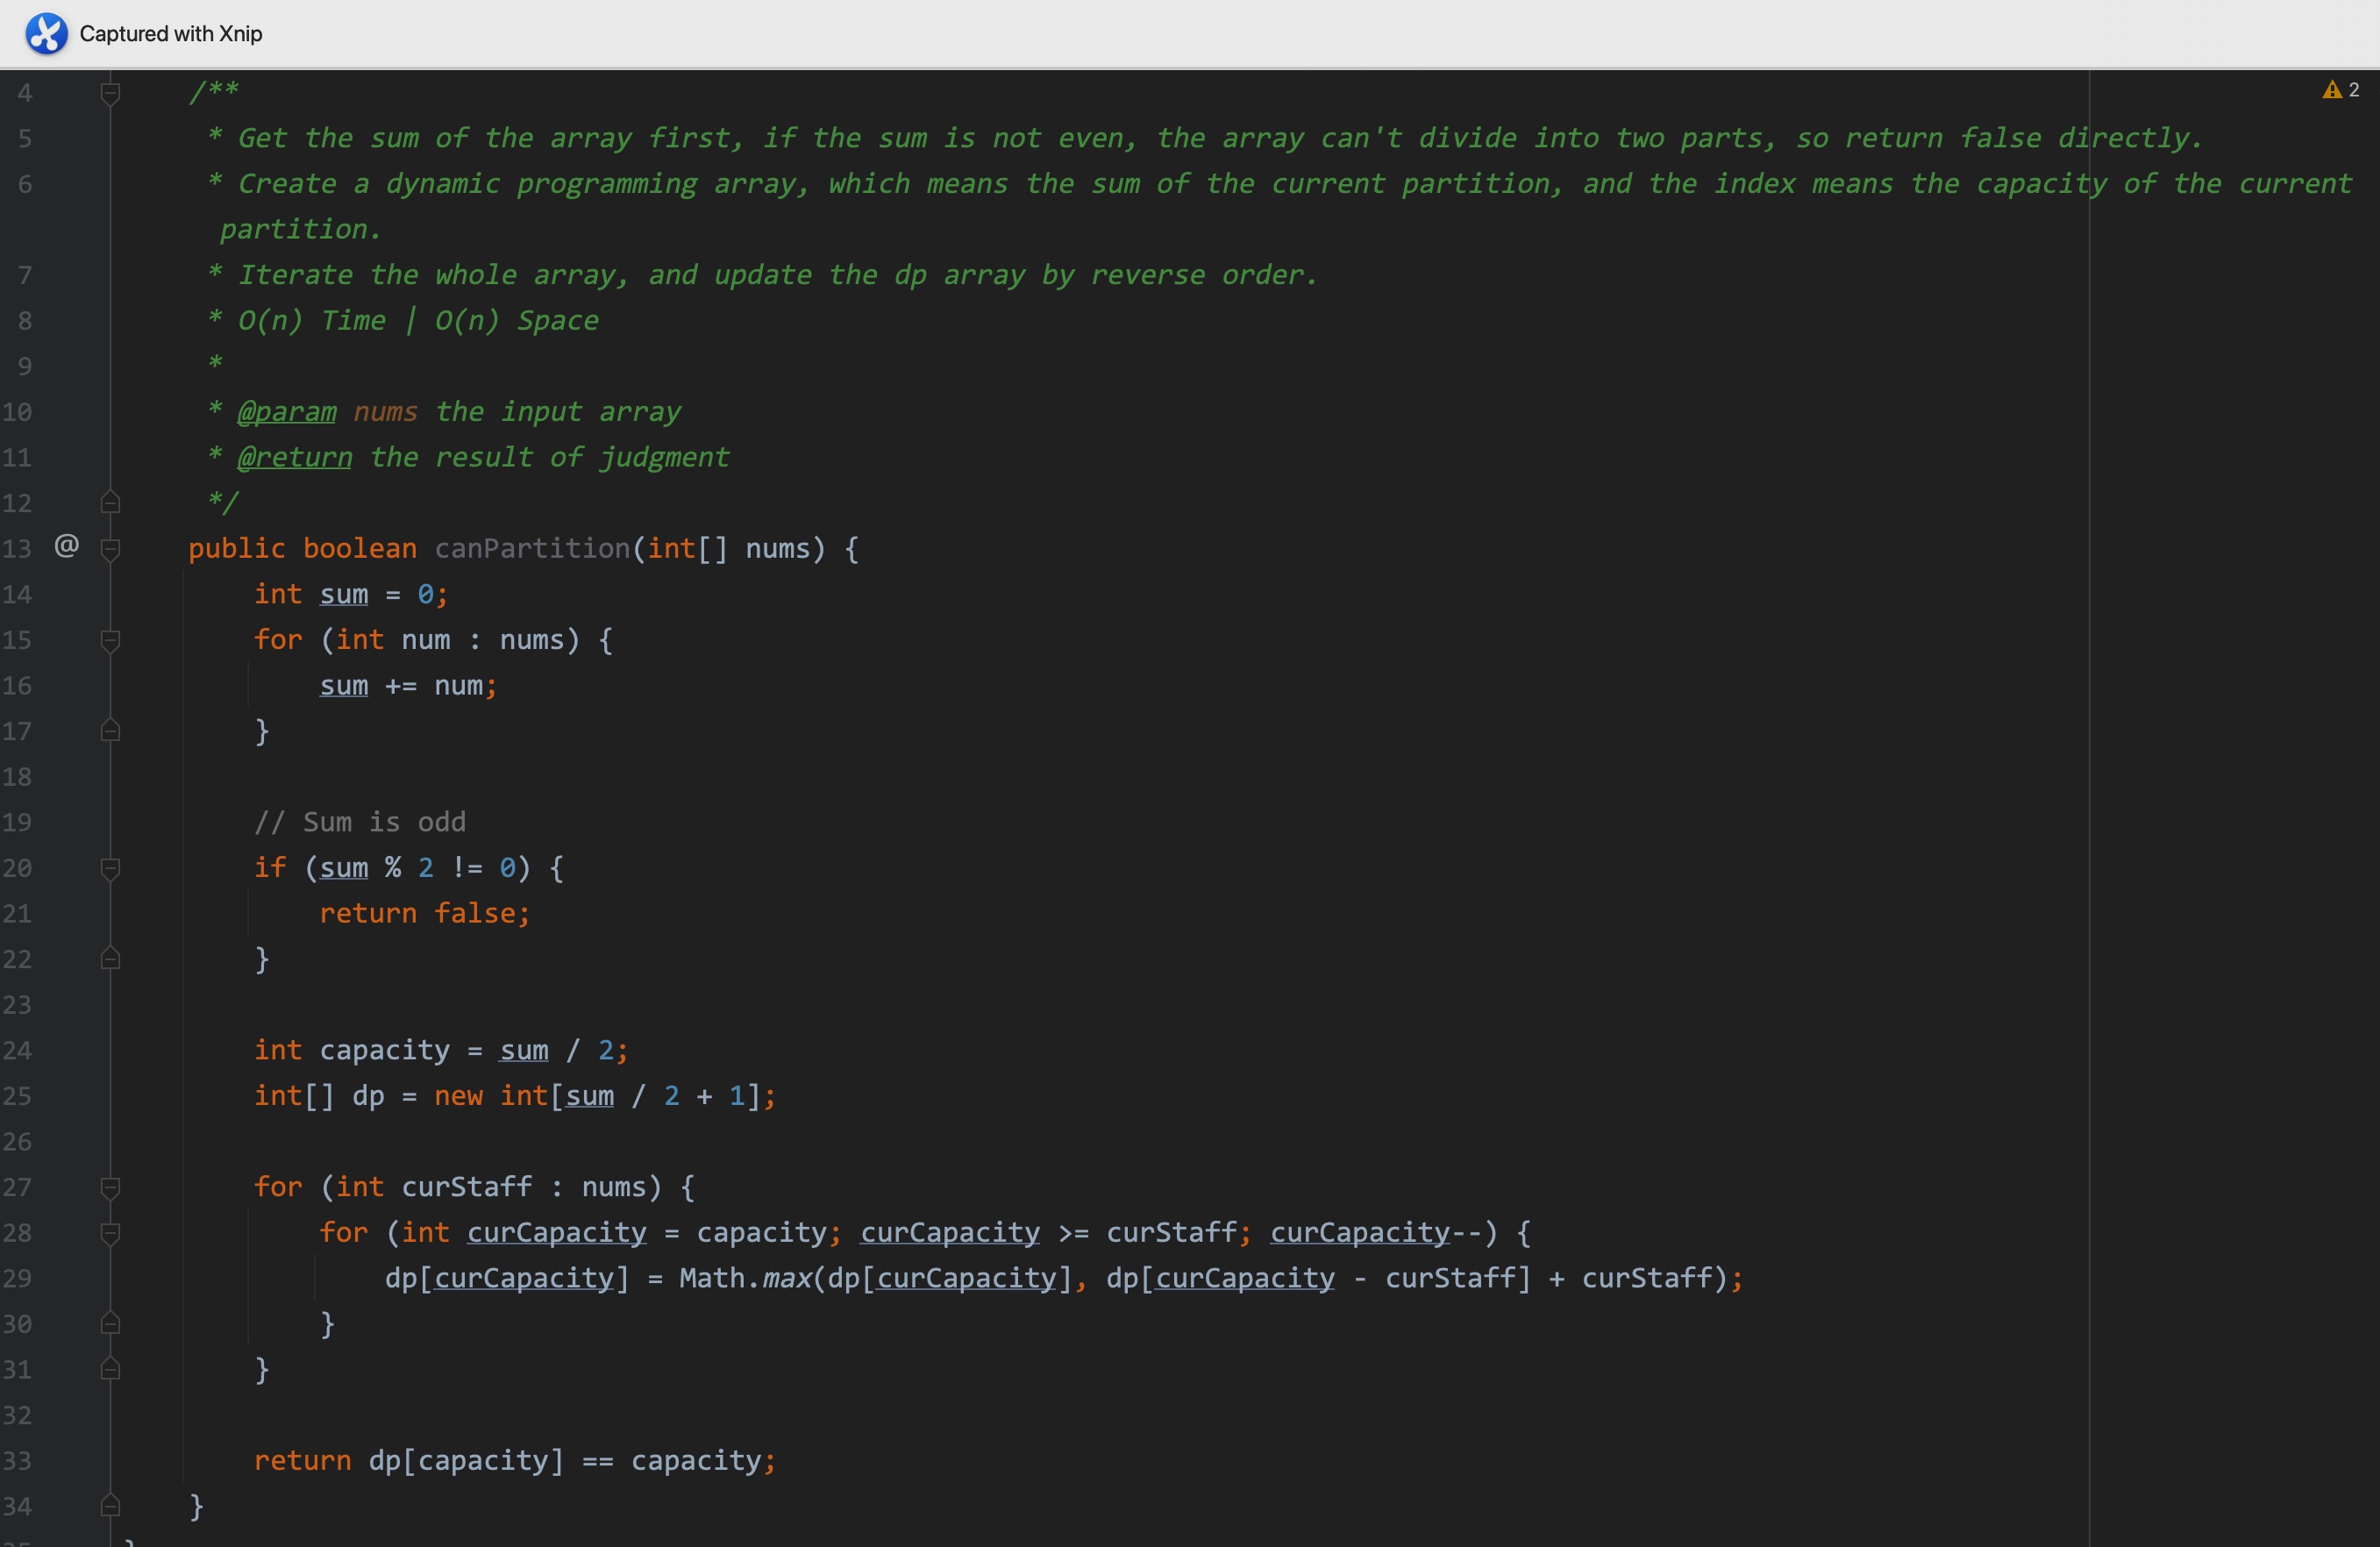 Captured with Xnip
2
4 /**
5 * Get the sum of the array first, if the sum is not even, the array can't divide into two parts, so return false directly.
6 * Create a dynamic programming array, which means the sum of the current partition, and the index means the capacity of the current
partition.
7 * Iterate the whole array, and update the dp array by reverse order.
8 * O(n) Time | O(n) Space
9 *
10 * @param nums the input array
11 * @return the result of judgment
12 */
13 @ public boolean canPartition(int[] nums) {
14 int sum = 0;
15 for (int num : nums) {
16 sum += num;
17 }
18
19 // Sum is odd
20 if (sum % 2 != 0) {
21 return false;
22 }
23
24 int capacity = sum / 2;
25 int[] dp = new int[sum / 2 + 1];
26
27 for (int curStaff : nums) {
28 for (int curCapacity = capacity; curCapacity >= curStaff; curCapacity--) {
29 dp[curCapacity] = Math.max(dp[curCapacity], dp[curCapacity - curStaff] + curStaff);
30 }
31 }
32
33 return dp[capacity] == capacity;
34 }